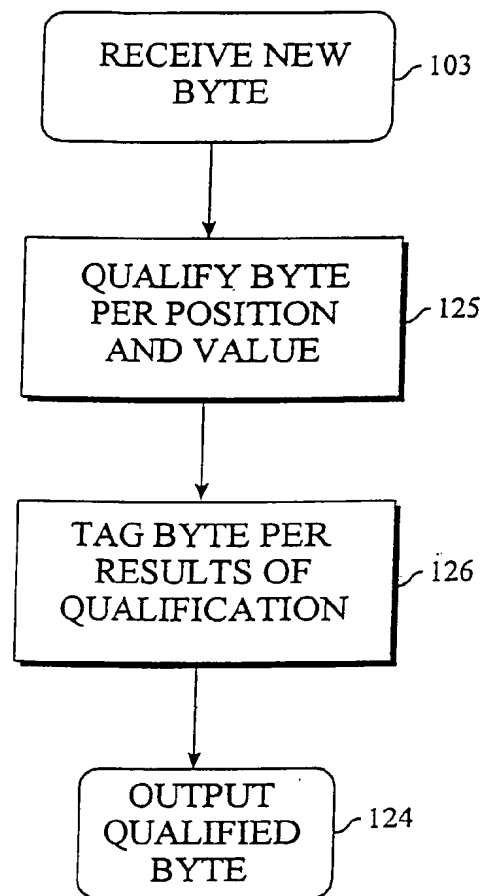 RECEIVE NEW
BYTE
103
QUALIFY BYTE
PER POSITION
AND VALUE
125
TAG BYTE PER
RESULTS OF
QUALIFICATION
126
OUTPUT
QUALIFIED
BYTE
124